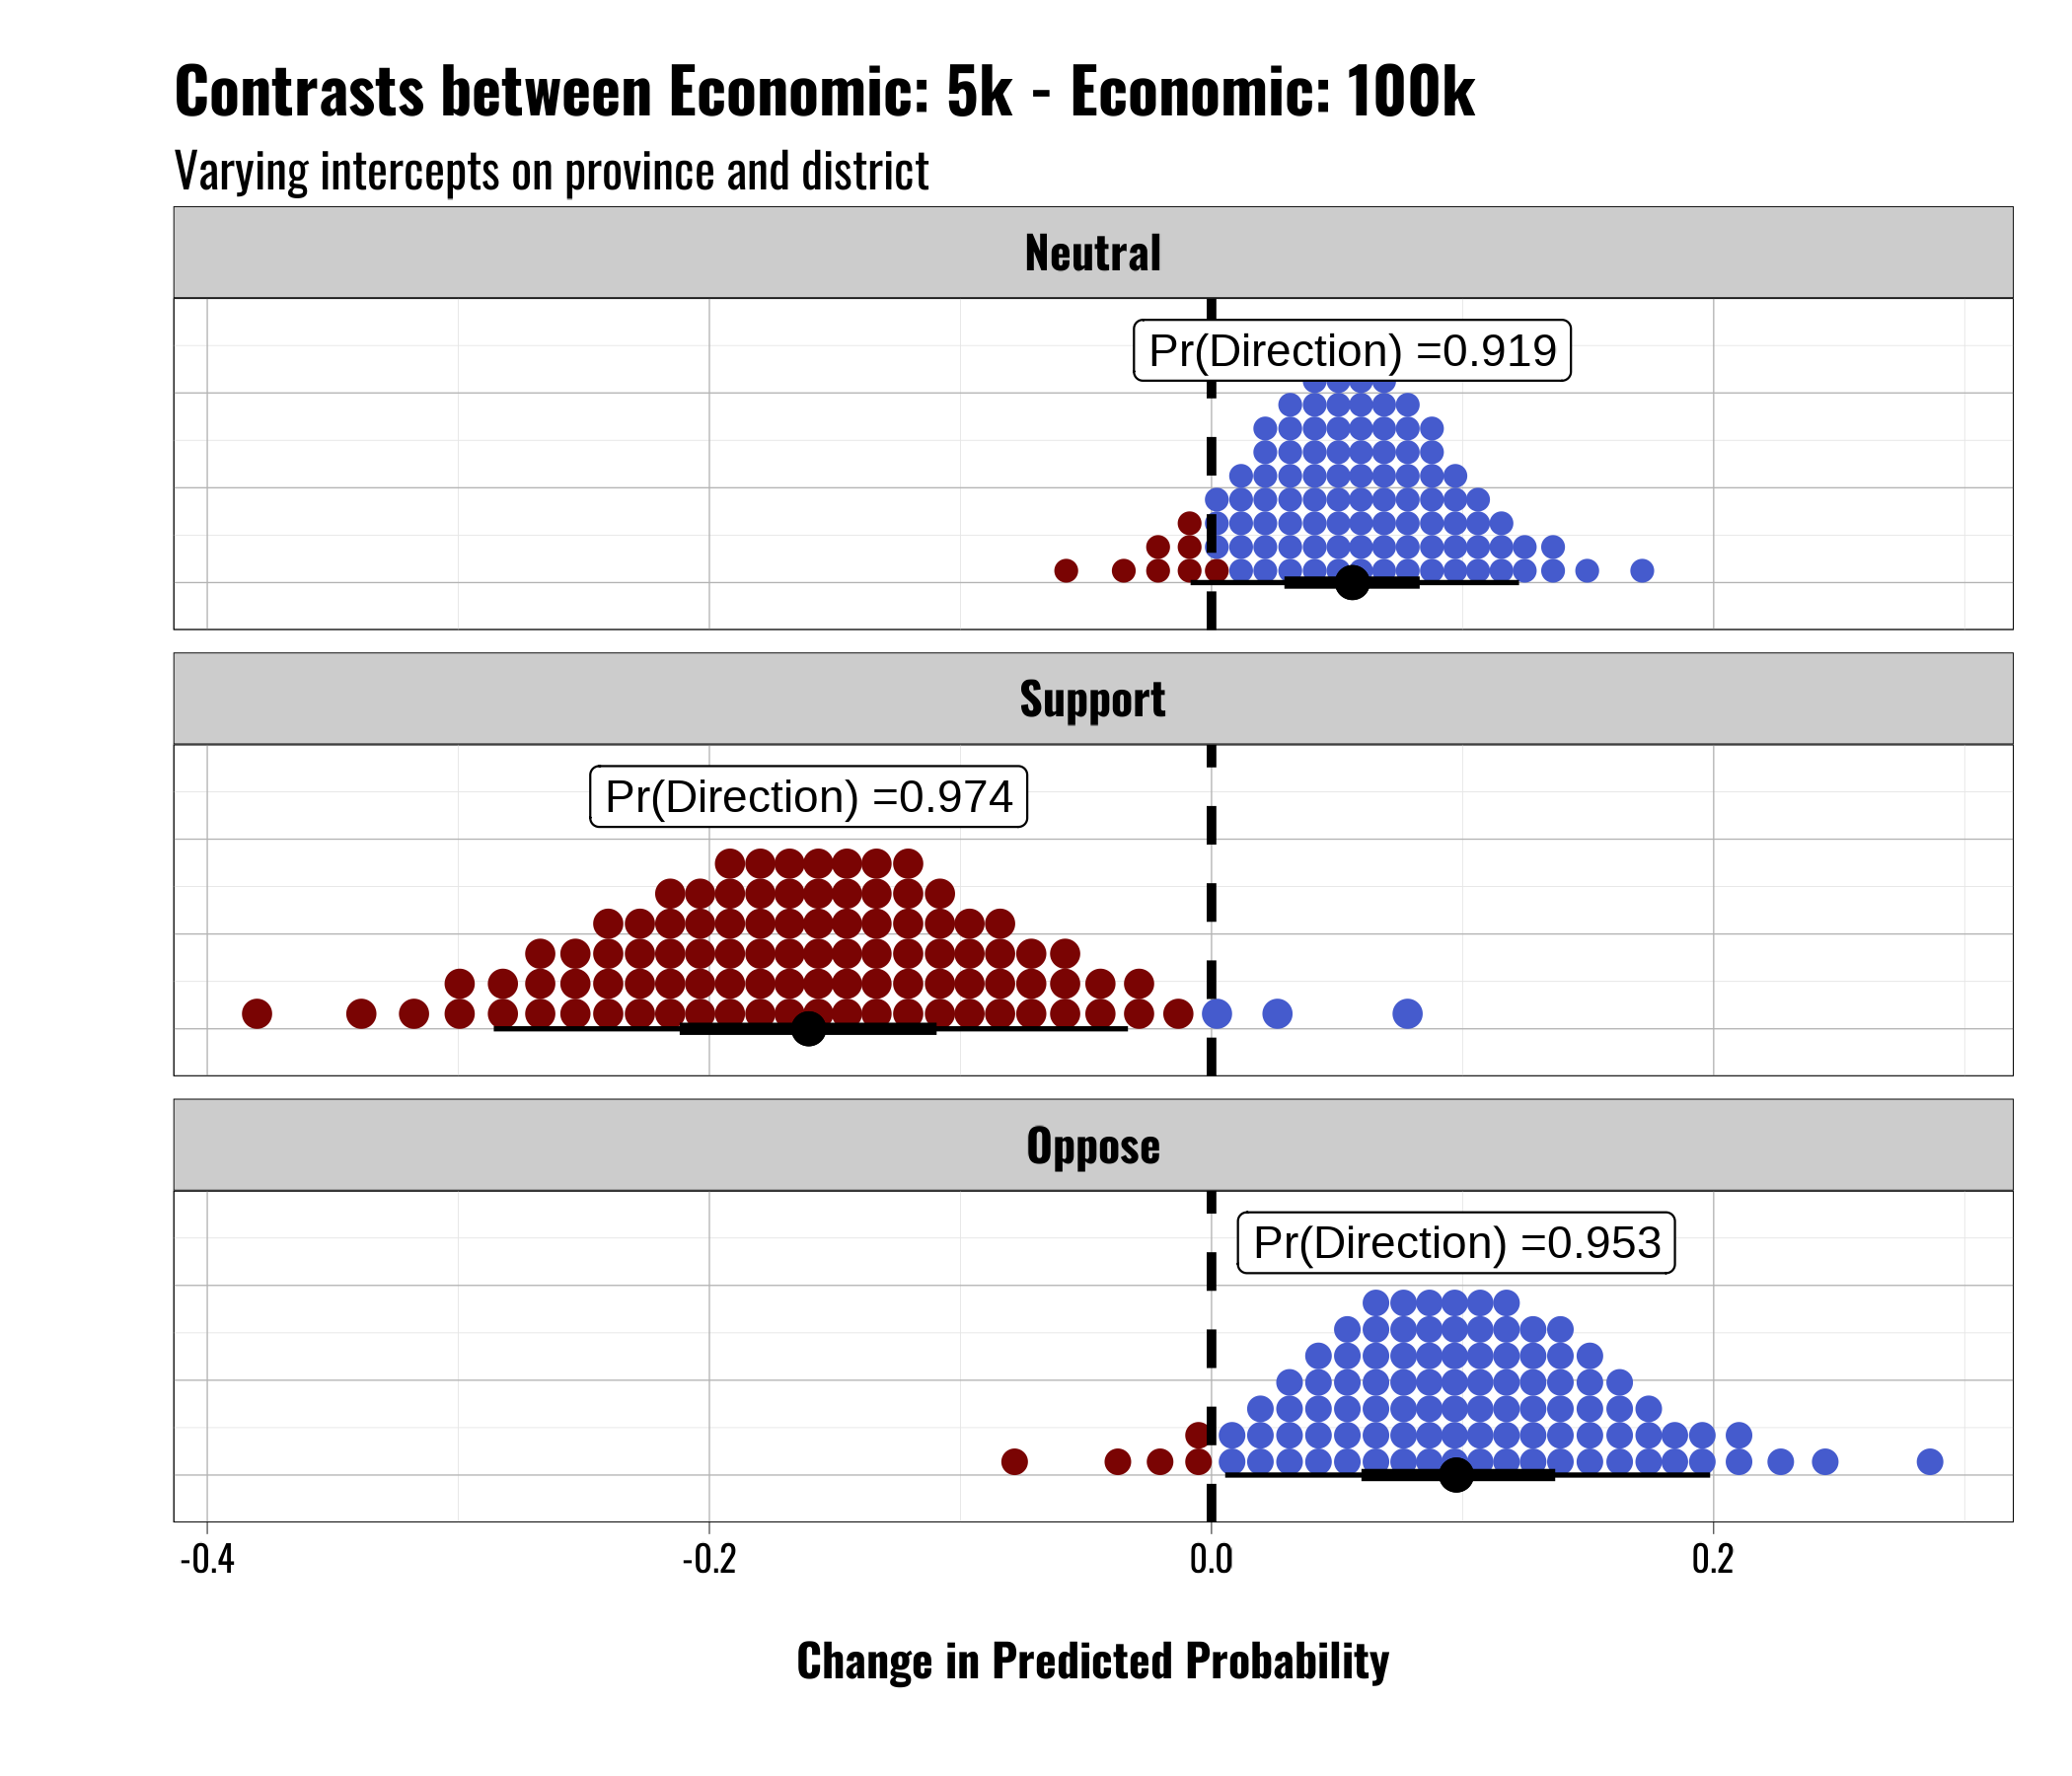 Contrasts between Economic: 5k - Economic: 100k
Varying intercepts on province and district
Neutral
Pr(Direction) =0.919
Support
Pr(Direction) =0.974
Oppose
Pr(Direction) =0.953
-0.4 -0.2 0.0 0.2
Change in Predicted Probability